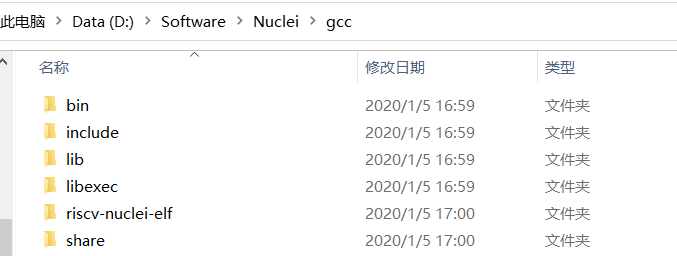 此电脑 > Data (D:) > Software > Nuclei > gcc
名称 修改日期 类型
bin 2020/1/5 16:59 文件夹
include 2020/1/5 16:59 文件夹
lib 2020/1/5 16:59 文件夹
libexec 2020/1/5 16:59 文件夹
riscv-nuclei-elf 2020/1/5 17:00 文件夹
share 2020/1/5 17:00 文件夹